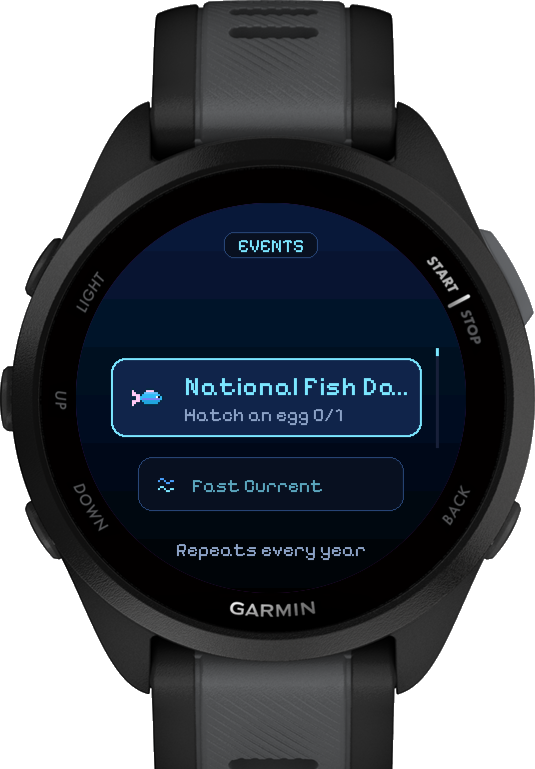 EVENTS
LIGHT
START
STOP
National Fish Da...
Hatch an egg 0/1
UP
Fast Current
DOWN
BACK
Repeats every year
GARMIN